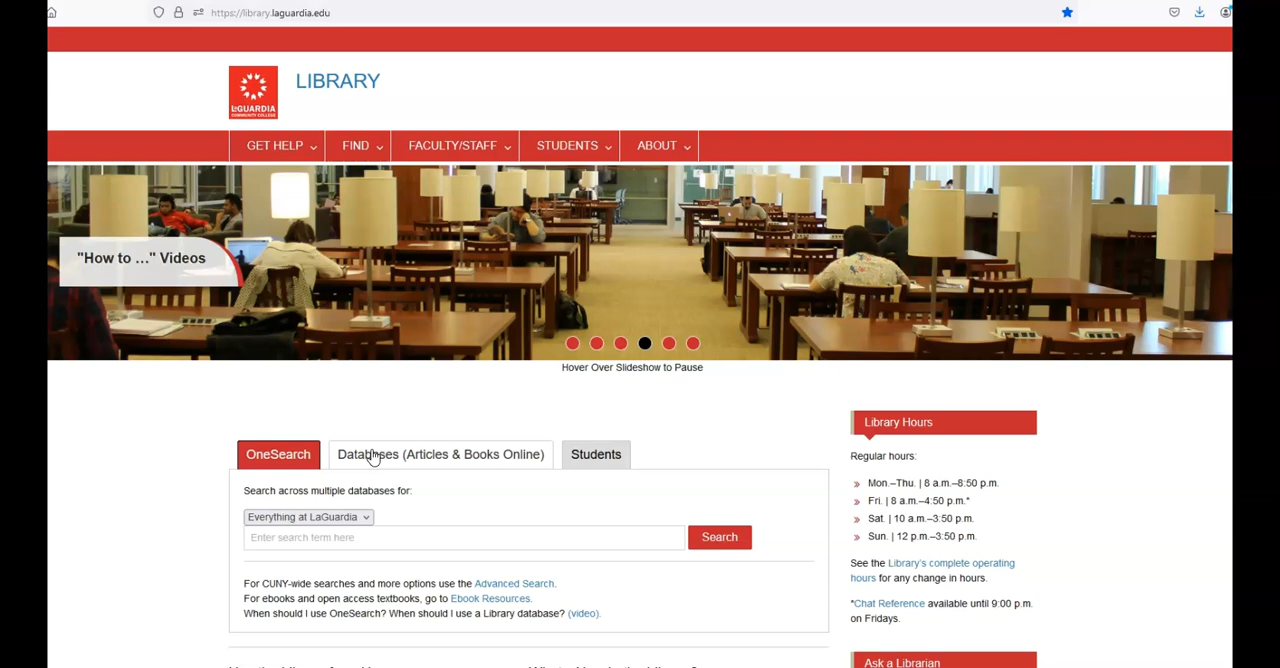 https://library.laguardia.edu
LaGUARDIA
COMMUNITY COLLEGE
LIBRARY
GET HELP
FIND
FACULTY/STAFF
STUDENTS
ABOUT
"How to ..." Videos
Hover Over Slideshow to Pause
OneSearch
Databases (Articles & Books Online)
Students
Search across multiple databases for:
Everything at LaGuardia
Enter search term here
Search
For CUNY-wide searches and more options use the Advanced Search.
For ebooks and open access textbooks, go to Ebook Resources.
When should I use OneSearch? When should I use a Library database? (video).
Library Hours
Regular hours:
Mon.–Thu. | 8 a.m.–8:50 p.m.
Fri. | 8 a.m.–4:50 p.m.*
Sat. | 10 a.m.–3:50 p.m.
Sun. | 12 p.m.–3:50 p.m.
See the Library's complete operating
hours for any change in hours.
*Chat Reference available until 9:00 p.m.
on Fridays.
Ask a Librarian